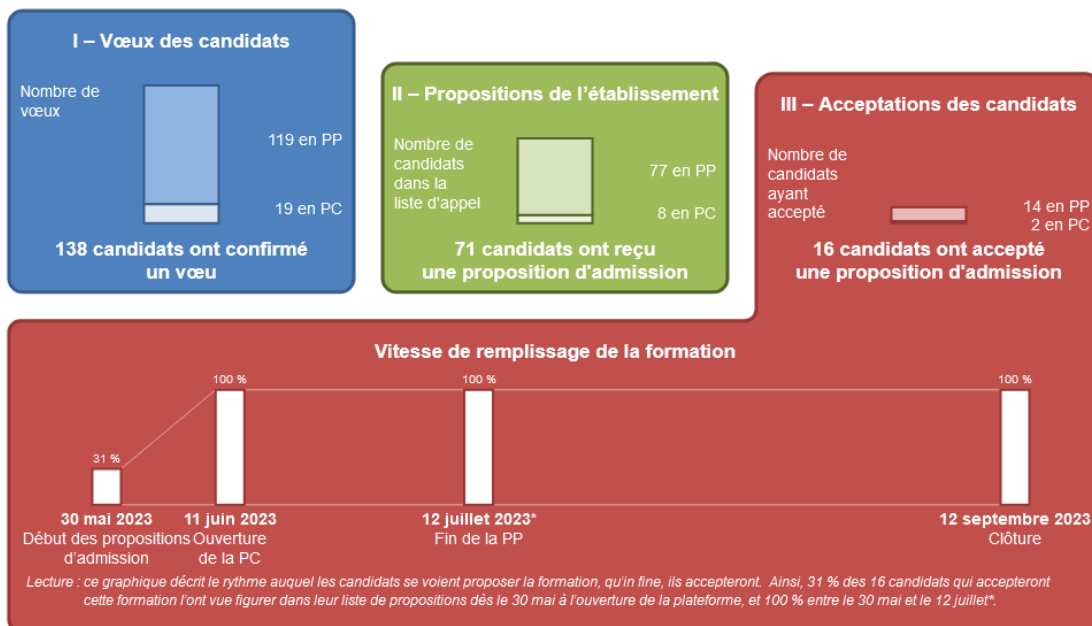 I – Vœux des candidats
Nombre de
vœux
119 en PP
19 en PC
138 candidats ont confirmé
un vœu
II – Propositions de l'établissement
Nombre de
candidats
dans la
liste d'appel
77 en PP
8 en PC
71 candidats ont reçu
une proposition d'admission
III – Acceptations des candidats
Nombre de
candidats
ayant
accepté
14 en PP
2 en PC
16 candidats ont accepté
une proposition d'admission
Vitesse de remplissage de la formation
31 %
100 %
100 %
100 %
30 mai 2023
Début des propositions
d'admission
11 juin 2023
Ouverture
de la PC
12 juillet 2023*
Fin de la PP
12 septembre 2023
Clôture
Lecture : ce graphique décrit le rythme auquel les candidats se voient proposer la formation, qu'in fine, ils accepteront. Ainsi, 31 % des 16 candidats qui accepteront
cette formation l'ont vue figurer dans leur liste de propositions dès le 30 mai à l'ouverture de la plateforme, et 100 % entre le 30 mai et le 12 juillet*.